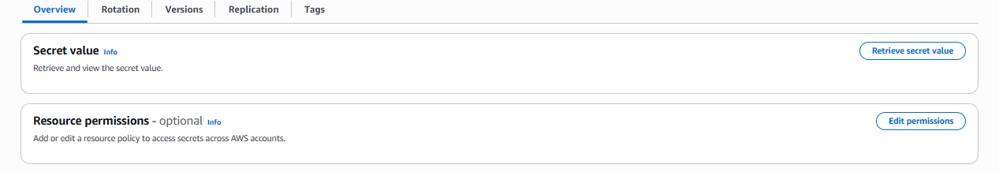 Overview
Rotation
Versions
Replication
Tags
Secret value Info
Retrieve secret value
Retrieve and view the secret value.
Resource permissions - optional Info
Edit permissions
Add or edit a resource policy to access secrets across AWS accounts.